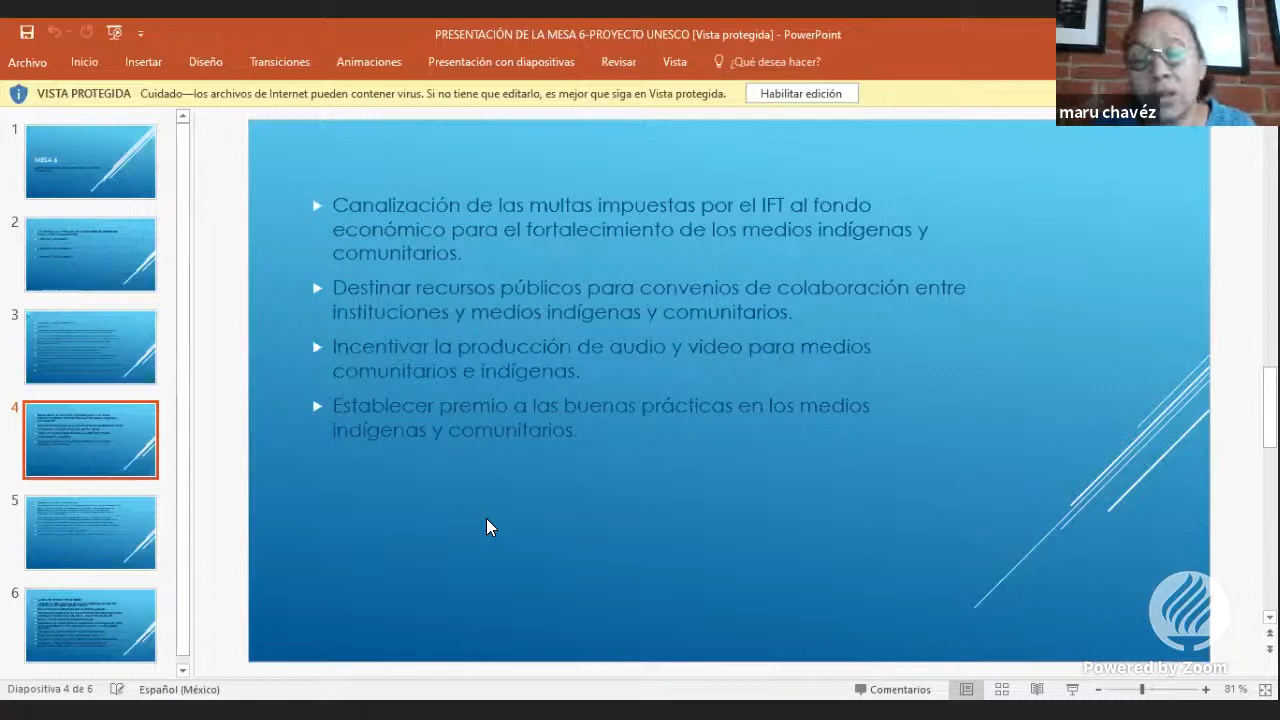 PRESENTACIÓN DE LA MESA 6-PROYECTO UNESCO [Vista protegida] - PowerPoint
Archivo Inicio Insertar Diseño Transiciones Animaciones Presentación con diapositivas Revisar Vista ¿Qué desea hacer?
VISTA PROTEGIDA Cuidado—los archivos de Internet pueden contener virus. Si no tiene que editarlo, es mejor que siga en Vista protegida. Habilitar edición
maru chavéz
1
MESA 6
2
3
4
5
6
Canalización de las multas impuestas por el IFT al fondo
económico para el fortalecimiento de los medios indígenas y
comunitarios.
Destinar recursos públicos para convenios de colaboración entre
instituciones y medios indígenas y comunitarios.
Incentivar la producción de audio y video para medios
comunitarios e indígenas.
Establecer premio a las buenas prácticas en los medios
indígenas y comunitarios.
Powered by Zoom
Diapositiva 4 de 6 Español (México) Comentarios 81 %